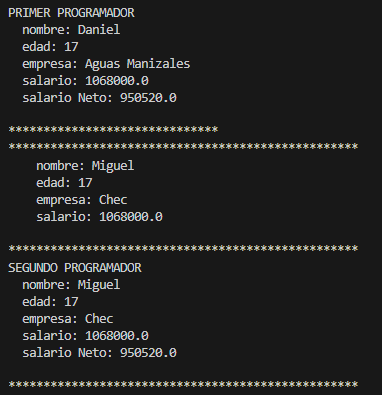 PRIMER PROGRAMADOR
nombre: Daniel
edad: 17
empresa: Aguas Manizales
salario: 1068000.0
salario Neto: 950520.0
******************************
**************************************************
nombre: Miguel
edad: 17
empresa: Chec
salario: 1068000.0
**************************************************
SEGUNDO PROGRAMADOR
nombre: Miguel
edad: 17
empresa: Chec
salario: 1068000.0
salario Neto: 950520.0
**************************************************